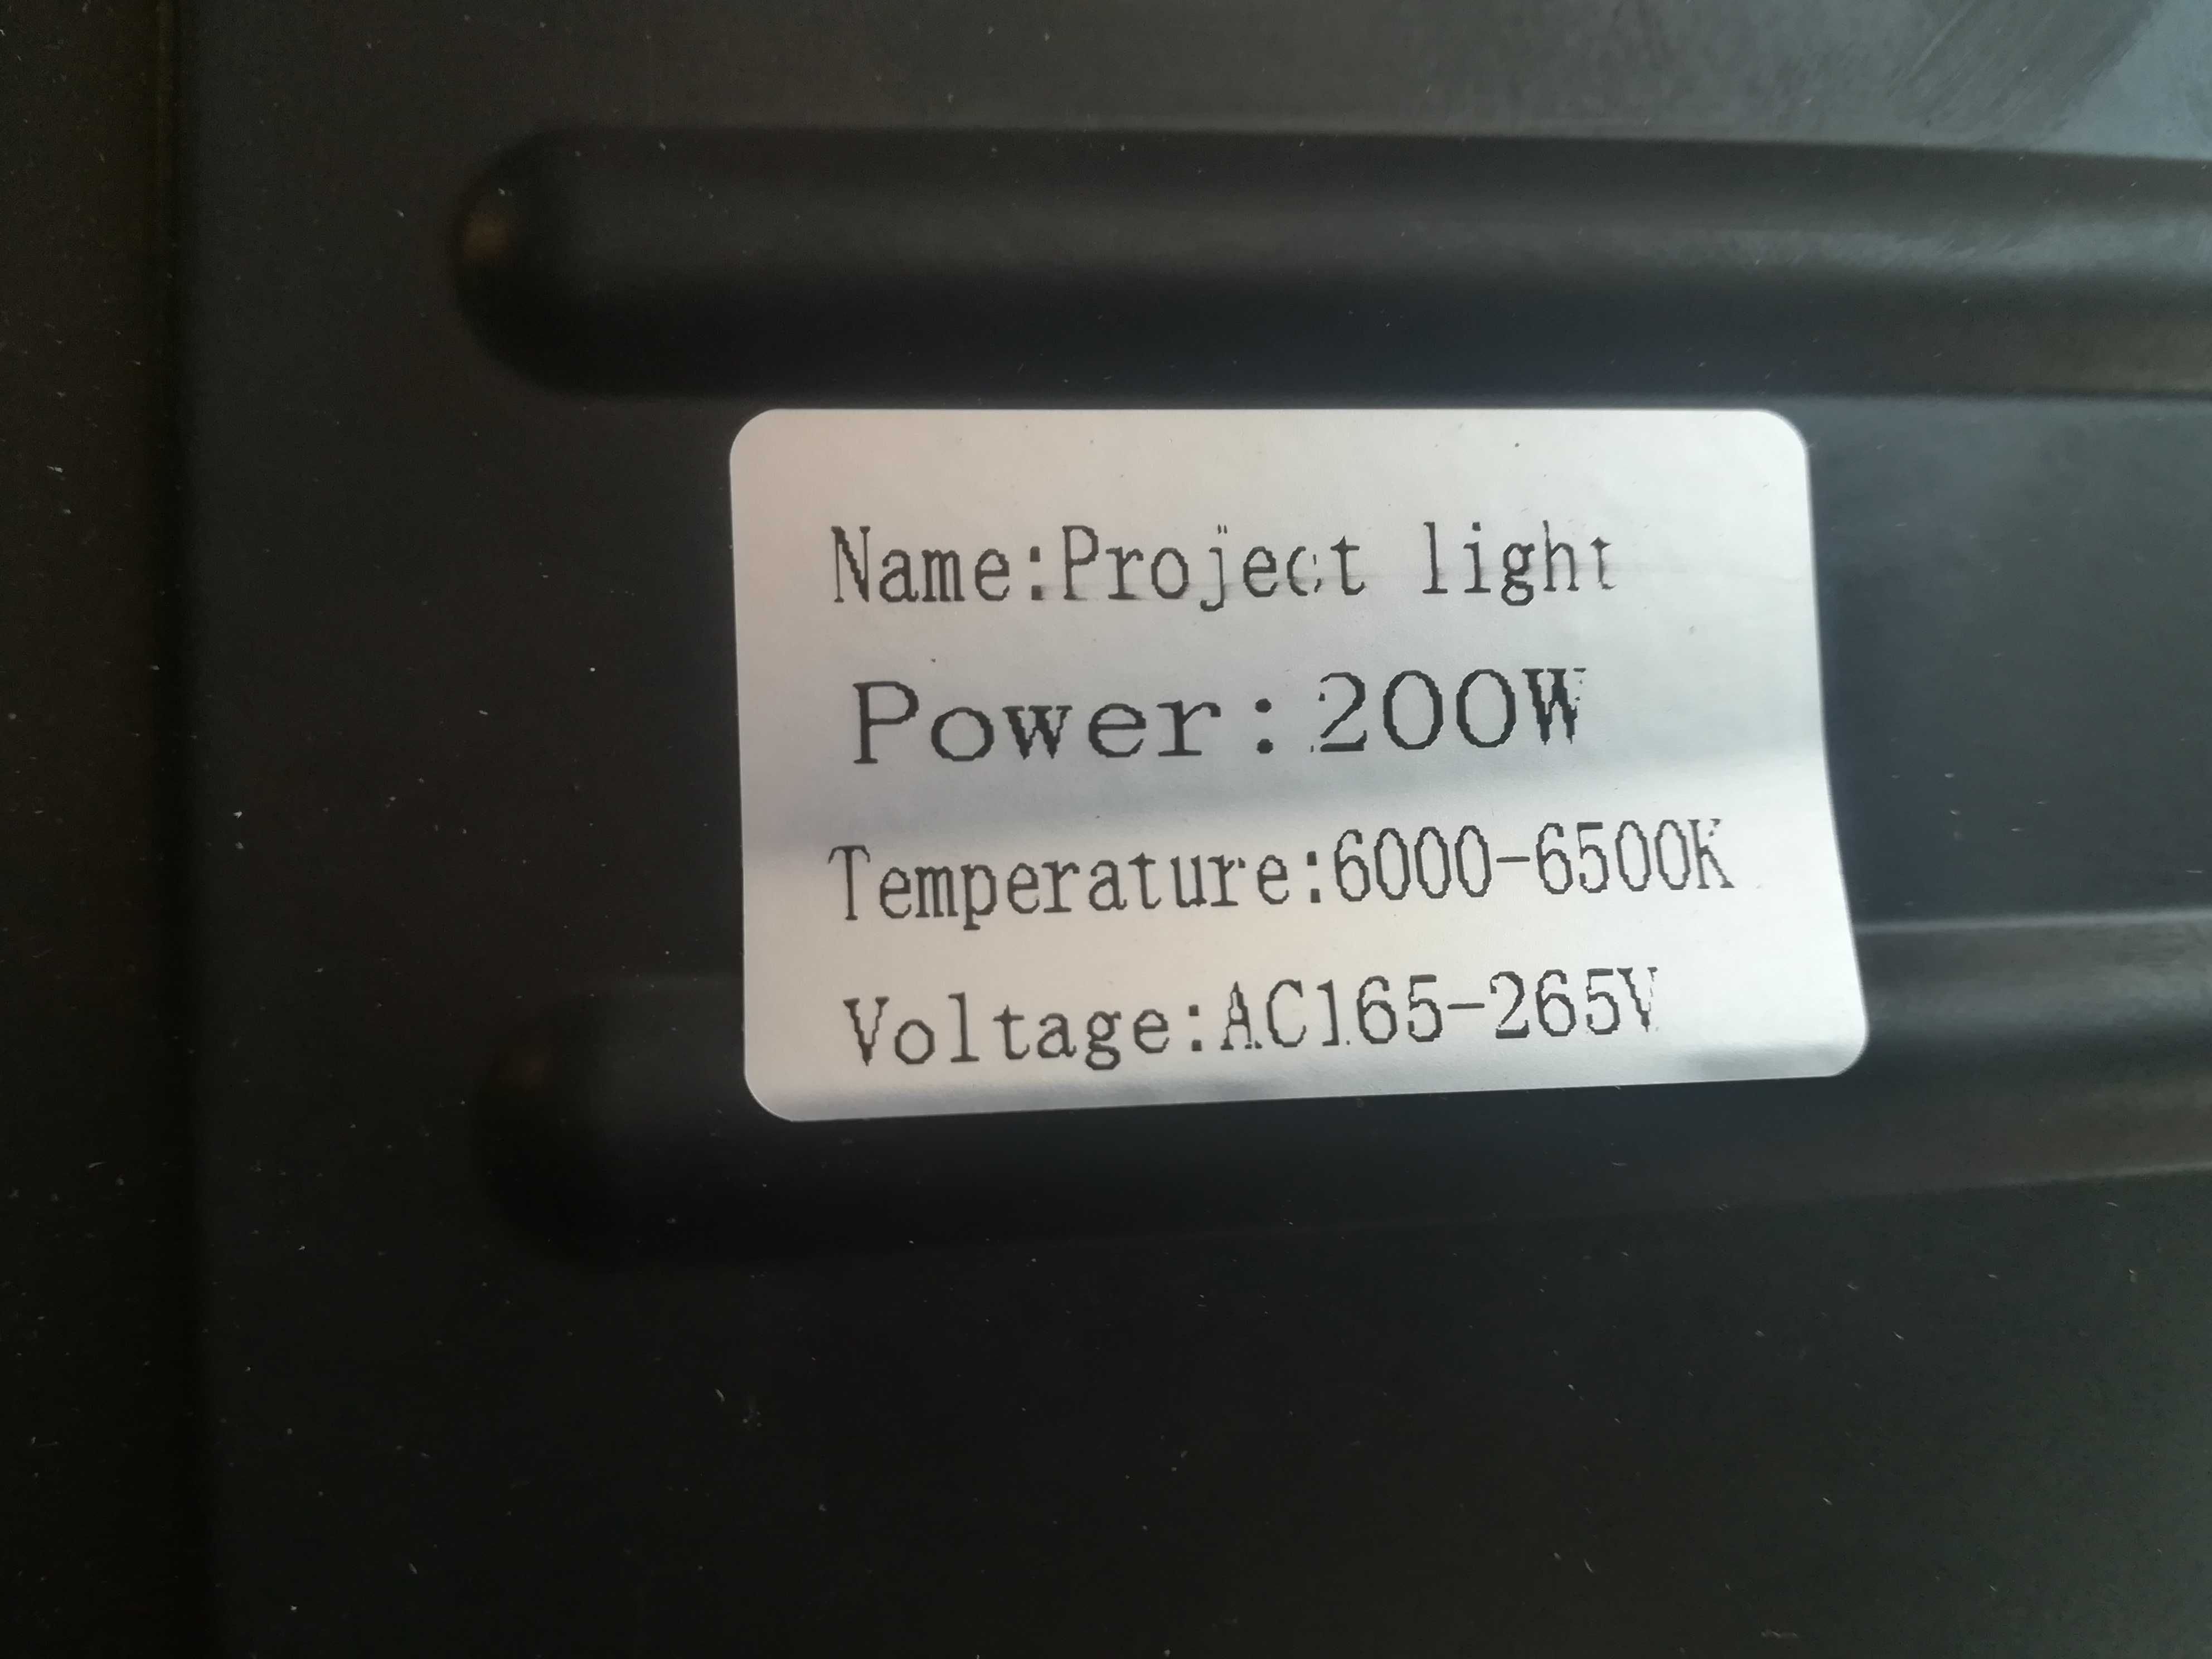 Name:Project light
Power:200W
Temperature:6000-6500K
Voltage:AC165-265V